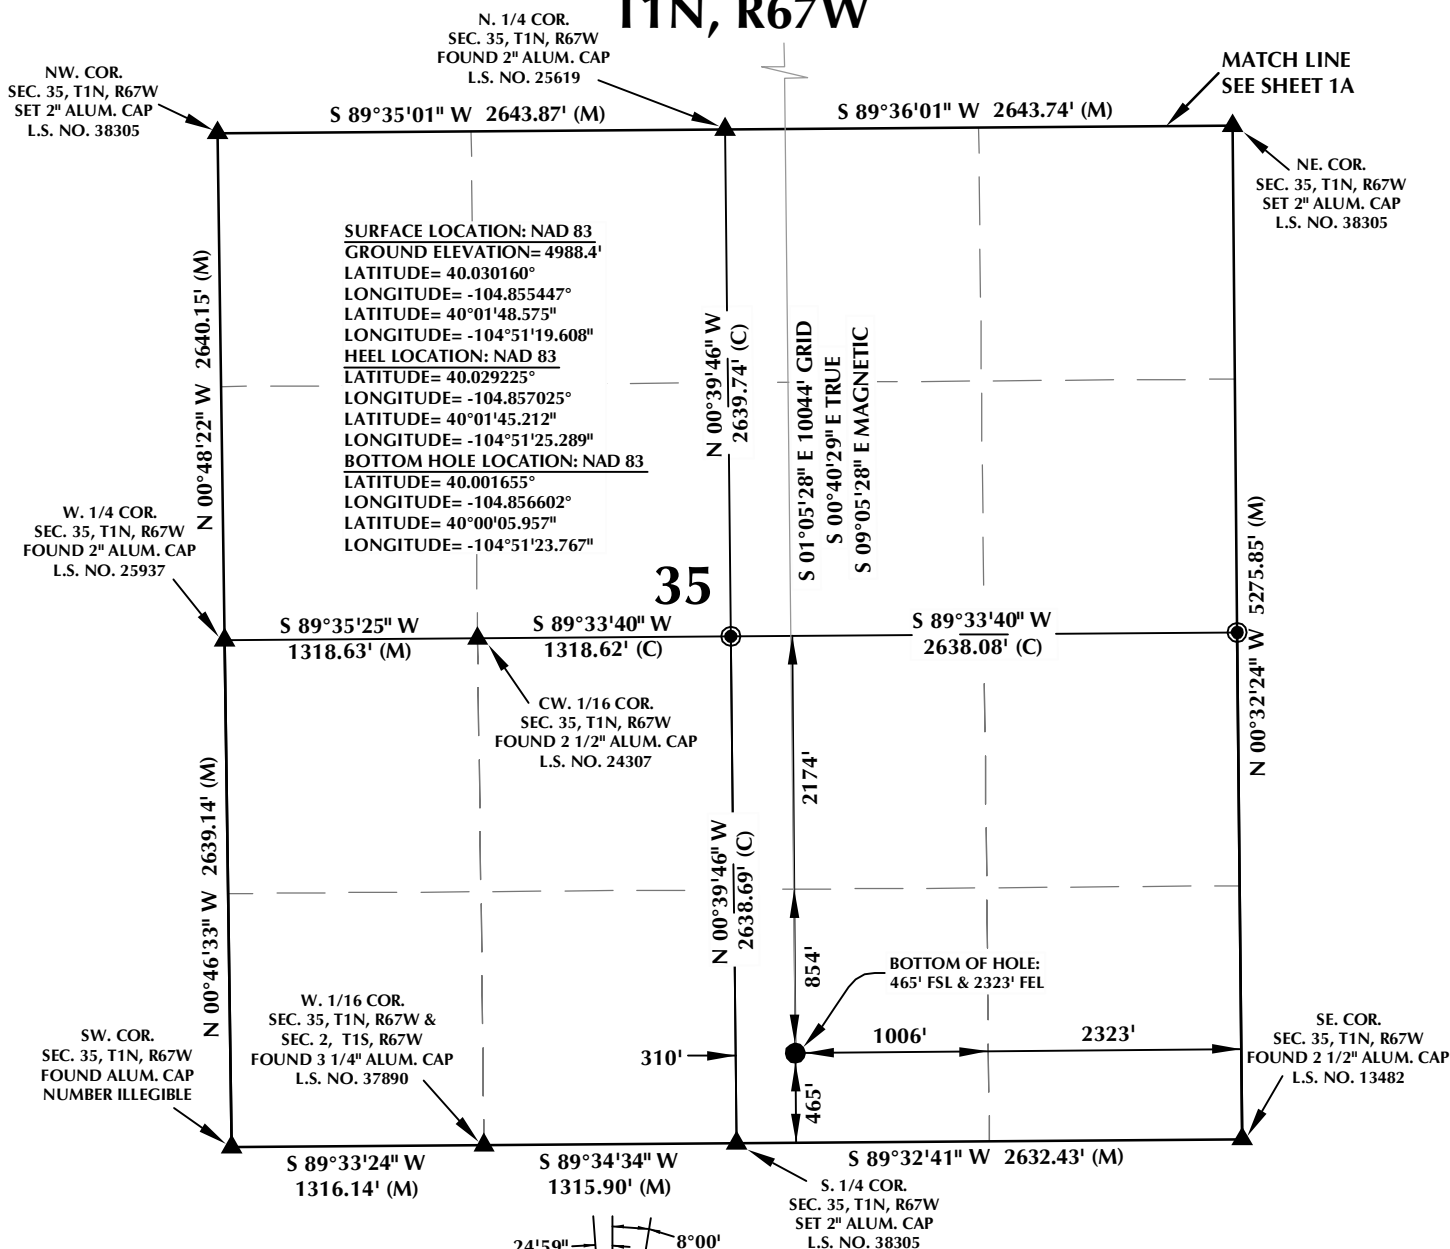 T1N, R67W
N. 1/4 COR.
SEC. 35, T1N, R67W
FOUND 2" ALUM. CAP
L.S. NO. 25619
NW. COR.
SEC. 35, T1N, R67W
SET 2" ALUM. CAP
L.S. NO. 38305
MATCH LINE
SEE SHEET 1A
S 89°35'01" W 2643.87' (M)
S 89°36'01" W 2643.74' (M)
NE. COR.
SEC. 35, T1N, R67W
SET 2" ALUM. CAP
L.S. NO. 38305
SURFACE LOCATION: NAD 83
GROUND ELEVATION= 4988.4'
LATITUDE= 40.030160°
LONGITUDE= -104.855447°
LATITUDE= 40°01'48.575"
LONGITUDE= -104°51'19.608"
HEEL LOCATION: NAD 83
LATITUDE= 40.029225°
LONGITUDE= -104.857025°
LATITUDE= 40°01'45.212"
LONGITUDE= -104°51'25.289"
BOTTOM HOLE LOCATION: NAD 83
LATITUDE= 40.001655°
LONGITUDE= -104.856602°
LATITUDE= 40°00'05.957"
LONGITUDE= -104°51'23.767"
N 00°48'22" W 2640.15' (M)
N 00°39'46" W
2639.74' (C)
S 01°05'28" E 10044' GRID
S 00°40'29" E TRUE
S 09°05'28" E MAGNETIC
W. 1/4 COR.
SEC. 35, T1N, R67W
FOUND 2" ALUM. CAP
L.S. NO. 25937
35
N 00°32'24" W 5275.85' (M)
S 89°35'25" W
1318.63' (M)
S 89°33'40" W
1318.62' (C)
S 89°33'40" W
2638.08' (C)
CW. 1/16 COR.
SEC. 35, T1N, R67W
FOUND 2 1/2" ALUM. CAP
L.S. NO. 24307
2174'
N 00°46'33" W 2639.14' (M)
N 00°39'46" W
2638.69' (C)
854'
BOTTOM OF HOLE:
465' FSL & 2323' FEL
W. 1/16 COR.
SEC. 35, T1N, R67W &
SEC. 2, T1S, R67W
FOUND 3 1/4" ALUM. CAP
L.S. NO. 37890
SW. COR.
SEC. 35, T1N, R67W
FOUND ALUM. CAP
NUMBER ILLEGIBLE
310'
1006'
2323'
SE. COR.
SEC. 35, T1N, R67W
FOUND 2 1/2" ALUM. CAP
L.S. NO. 13482
465'
S 89°33'24" W
1316.14' (M)
S 89°34'34" W
1315.90' (M)
S 89°32'41" W 2632.43' (M)
S. 1/4 COR.
SEC. 35, T1N, R67W
SET 2" ALUM. CAP
L.S. NO. 38305
24'59"
8°00'